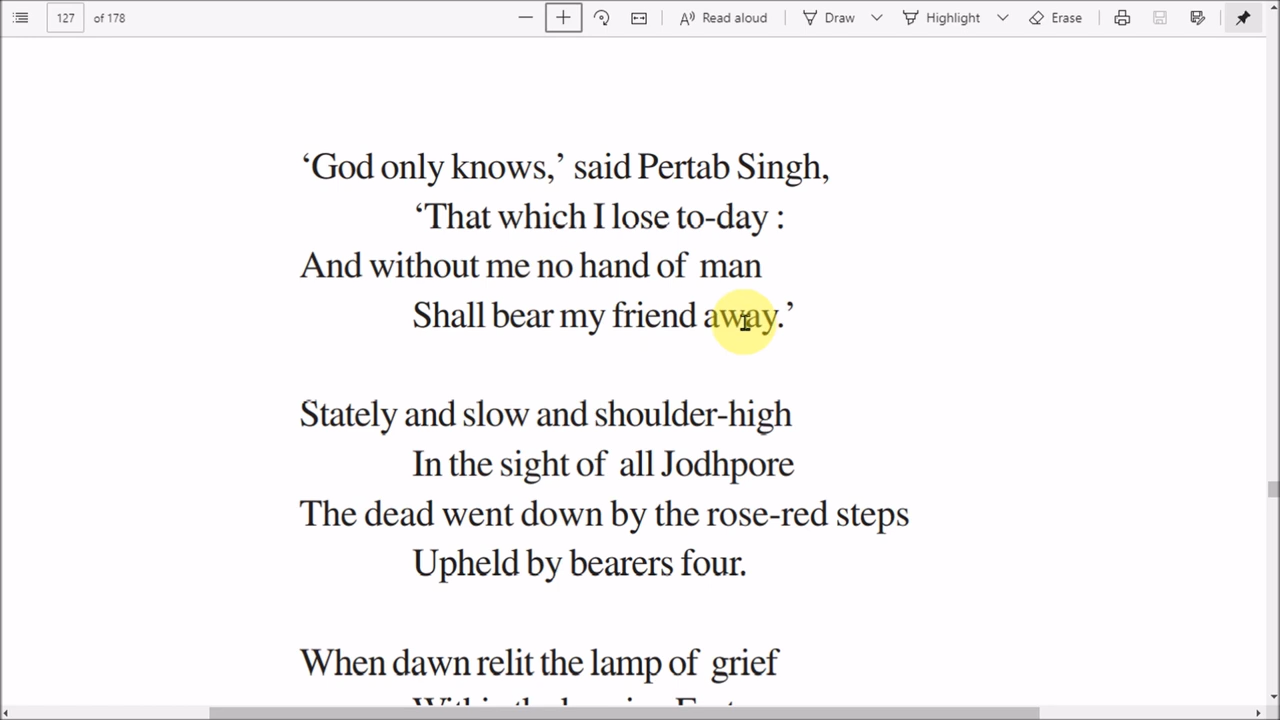 127 of 178 Read aloud Draw Highlight Erase
‘God only knows,’ said Pertab Singh,
‘That which I lose to-day :
And without me no hand of man
Shall bear my friend away.’
Stately and slow and shoulder-high
In the sight of all Jodhpore
The dead went down by the rose-red steps
Upheld by bearers four.
When dawn relit the lamp of grief